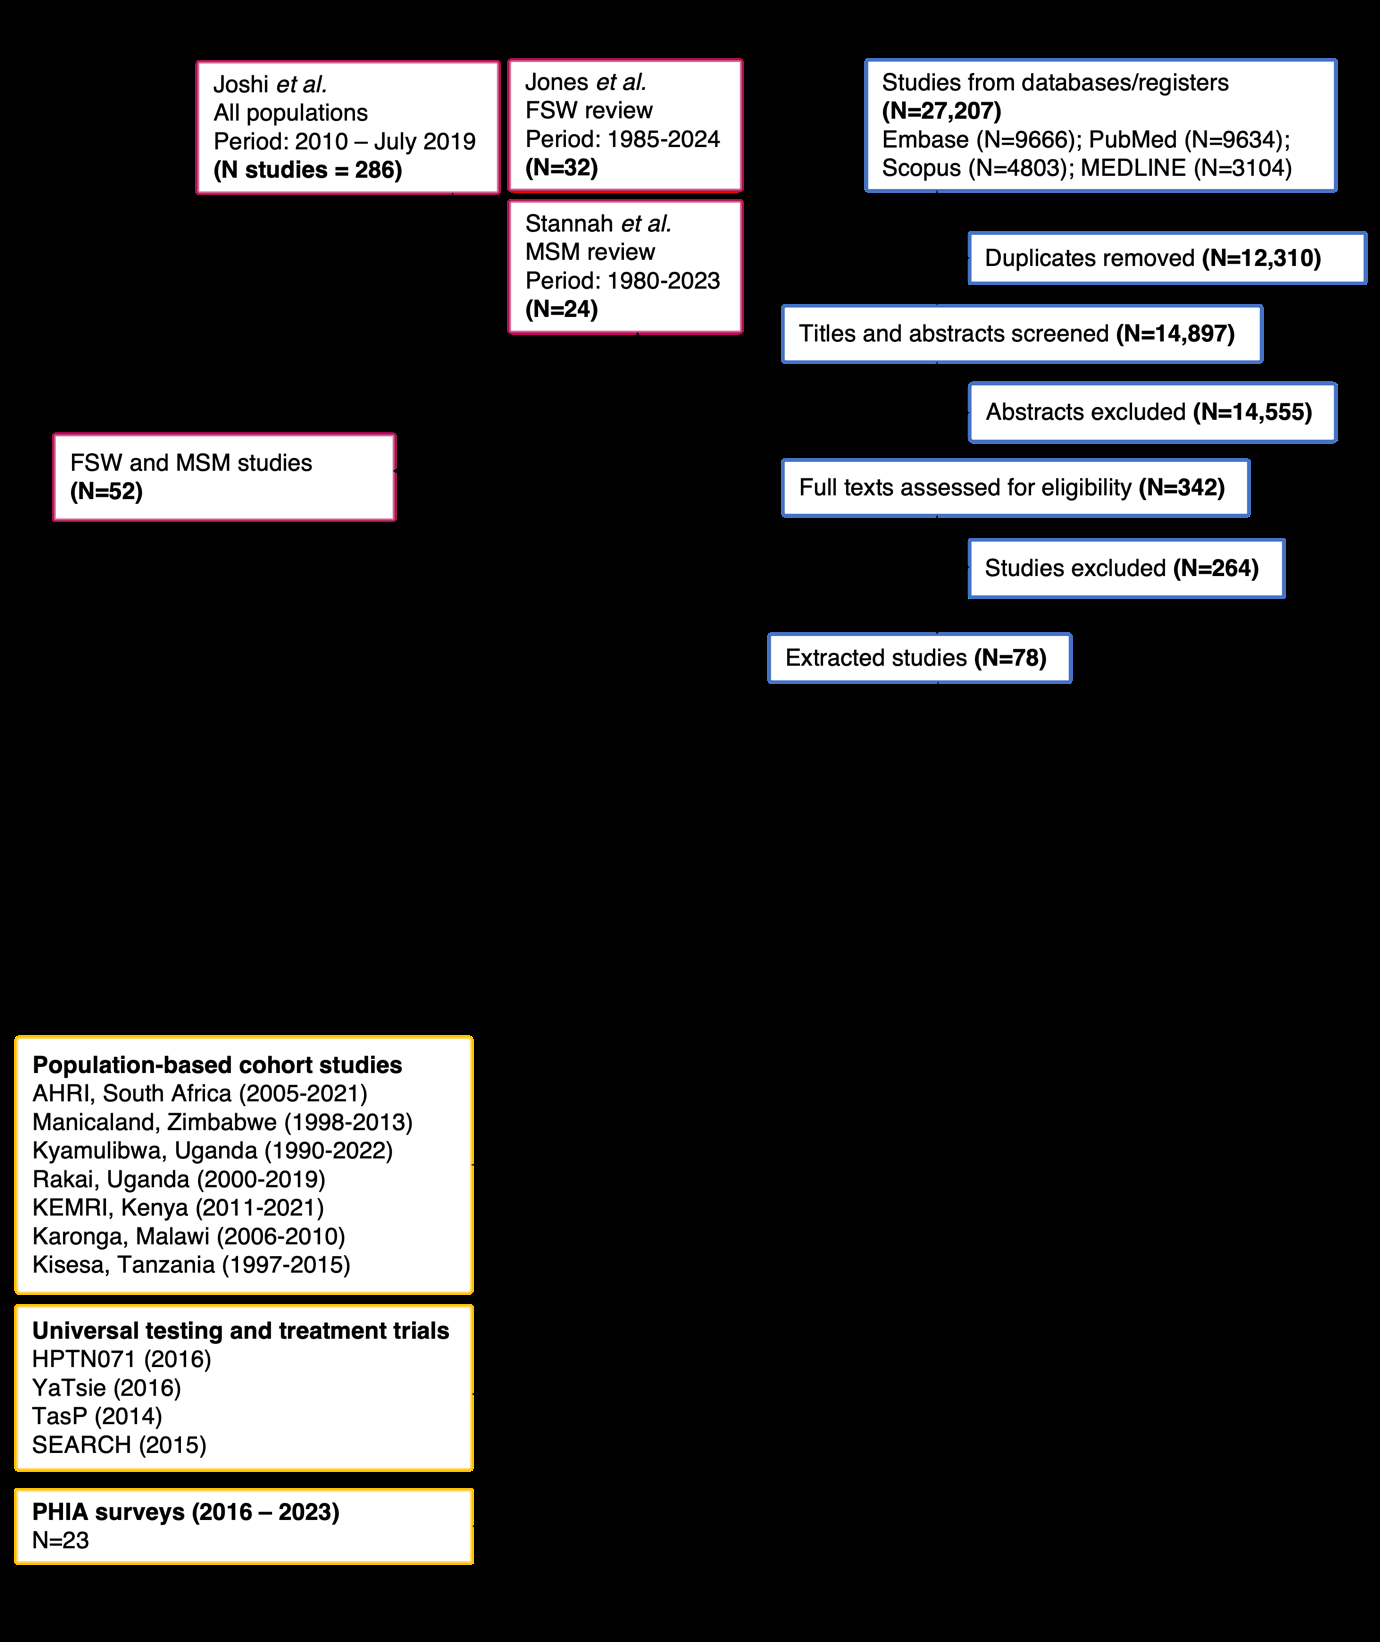 Joshi et al.
All populations
Period: 2010 – July 2019
(N studies = 286)
Jones et al.
FSW review
Period: 1985-2024
(N=32)
Stannah et al.
MSM review
Period: 1980-2023
(N=24)
Studies from databases/registers
(N=27,207)
Embase (N=9666); PubMed (N=9634);
Scopus (N=4803); MEDLINE (N=3104)
Duplicates removed (N=12,310)
Titles and abstracts screened (N=14,897)
Abstracts excluded (N=14,555)
FSW and MSM studies
(N=52)
Full texts assessed for eligibility (N=342)
Studies excluded (N=264)
Extracted studies (N=78)
Population-based cohort studies
AHRI, South Africa (2005-2021)
Manicaland, Zimbabwe (1998-2013)
Kyamulibwa, Uganda (1990-2022)
Rakai, Uganda (2000-2019)
KEMRI, Kenya (2011-2021)
Karonga, Malawi (2006-2010)
Kisesa, Tanzania (1997-2015)
Universal testing and treatment trials
HPTN071 (2016)
YaTsie (2016)
TasP (2014)
SEARCH (2015)
PHIA surveys (2016 – 2023)
N=23